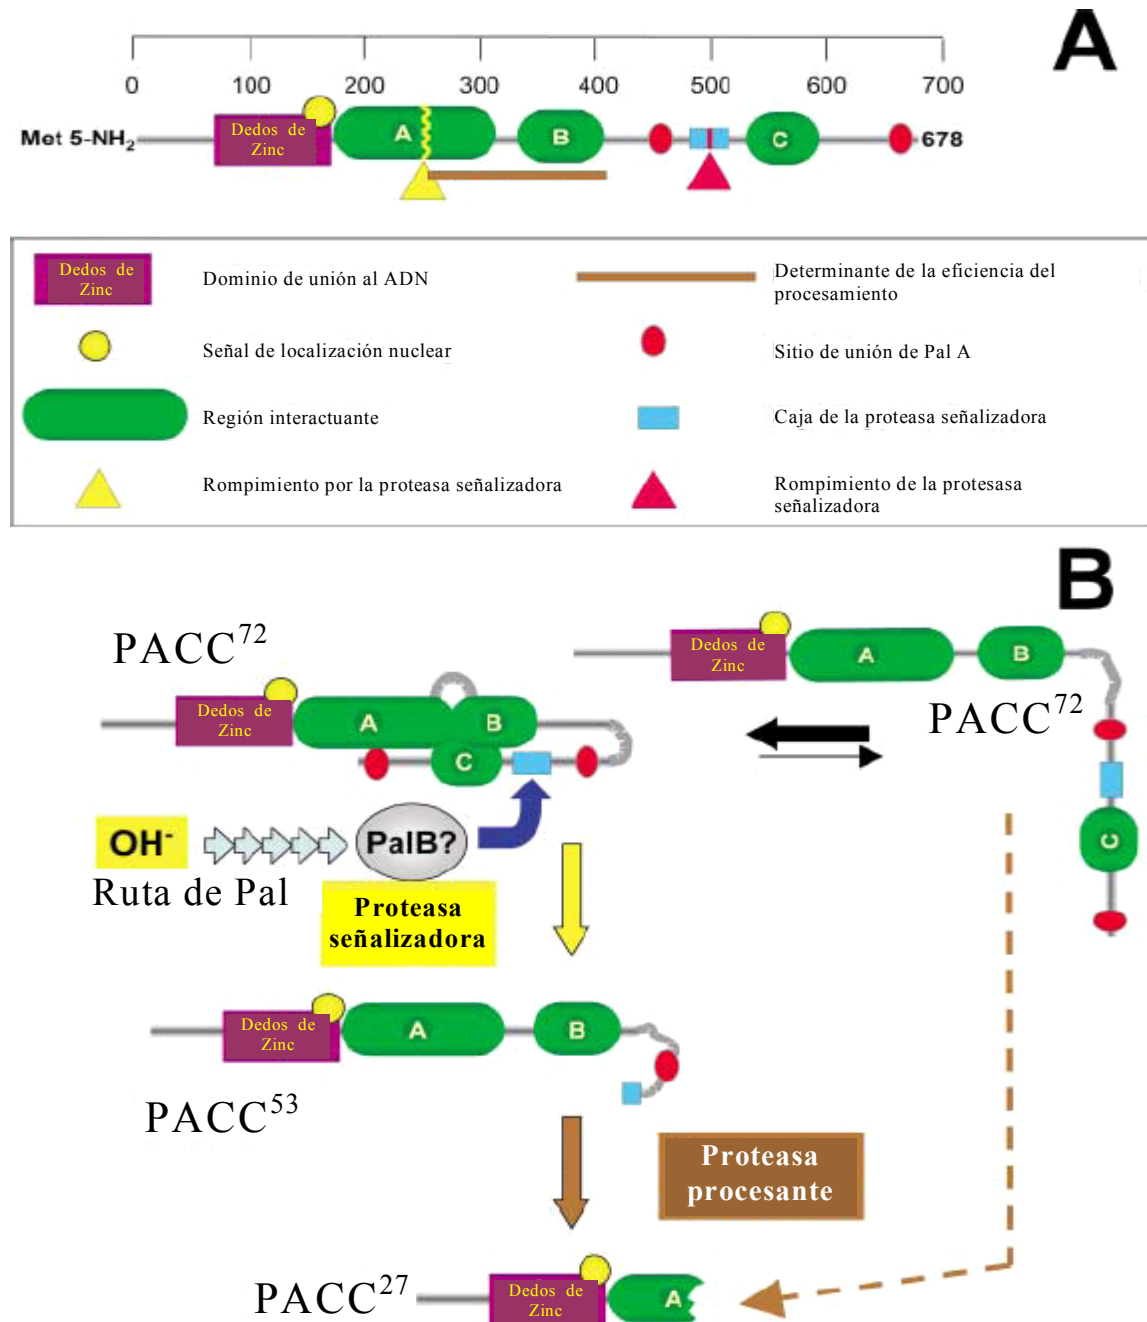 A
0 100 200 300 400 500 600 700
Met 5-NH2
Dedos de
Zinc
A
B
C
678
Dedos de
Zinc
Dominio de unión al ADN
Determinante de la eficiencia del
procesamiento
Señal de localización nuclear
Sitio de unión de Pal A
Región interactuante
Caja de la proteasa señalizadora
Rompimiento por la proteasa señalizadora
Rompimiento de la protesasa
señalizadora
B
PACC72
Dedos de
Zinc
A
B
C
Dedos de
Zinc
A
B
C
PACC72
OH-
PalB?
Ruta de Pal
Proteasa
señalizadora
Dedos de
Zinc
A
B
PACC53
Proteasa
procesante
PACC27
Dedos de
Zinc
A